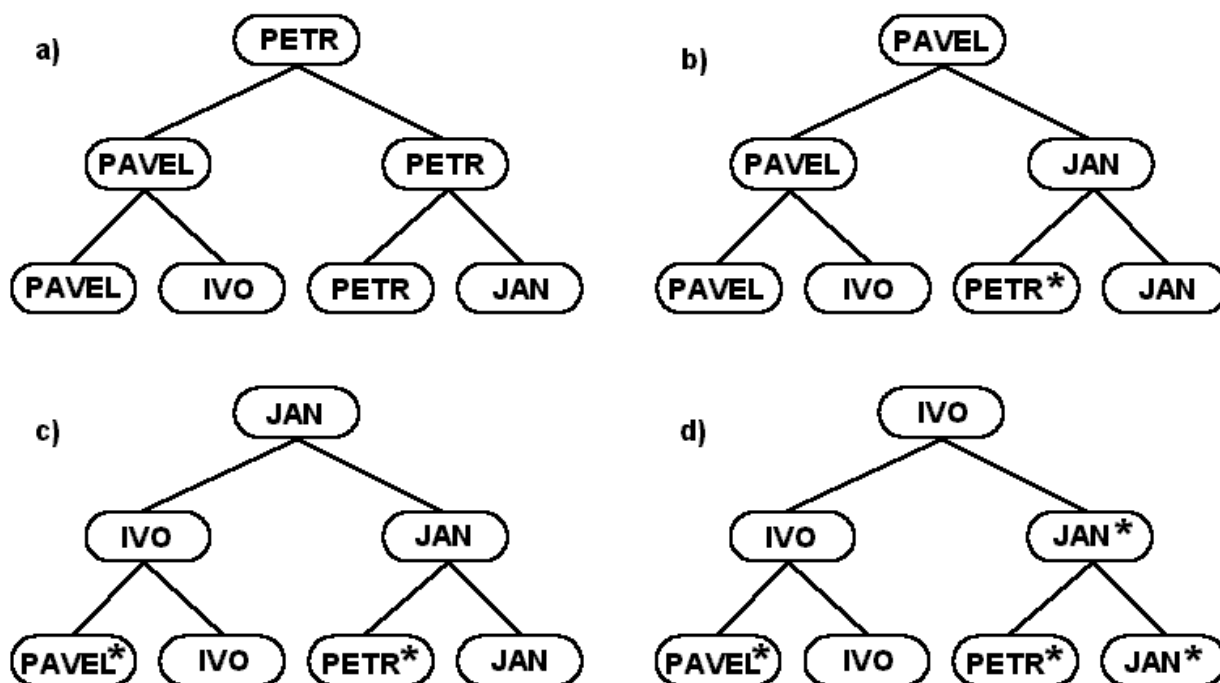 a) PETR
PAVEL PETR
PAVEL IVO PETR JAN
b) PAVEL
PAVEL JAN
PAVEL IVO PETR* JAN
c) JAN
IVO JAN
PAVEL* IVO PETR* JAN
d) IVO
IVO JAN*
PAVEL* IVO PETR* JAN*